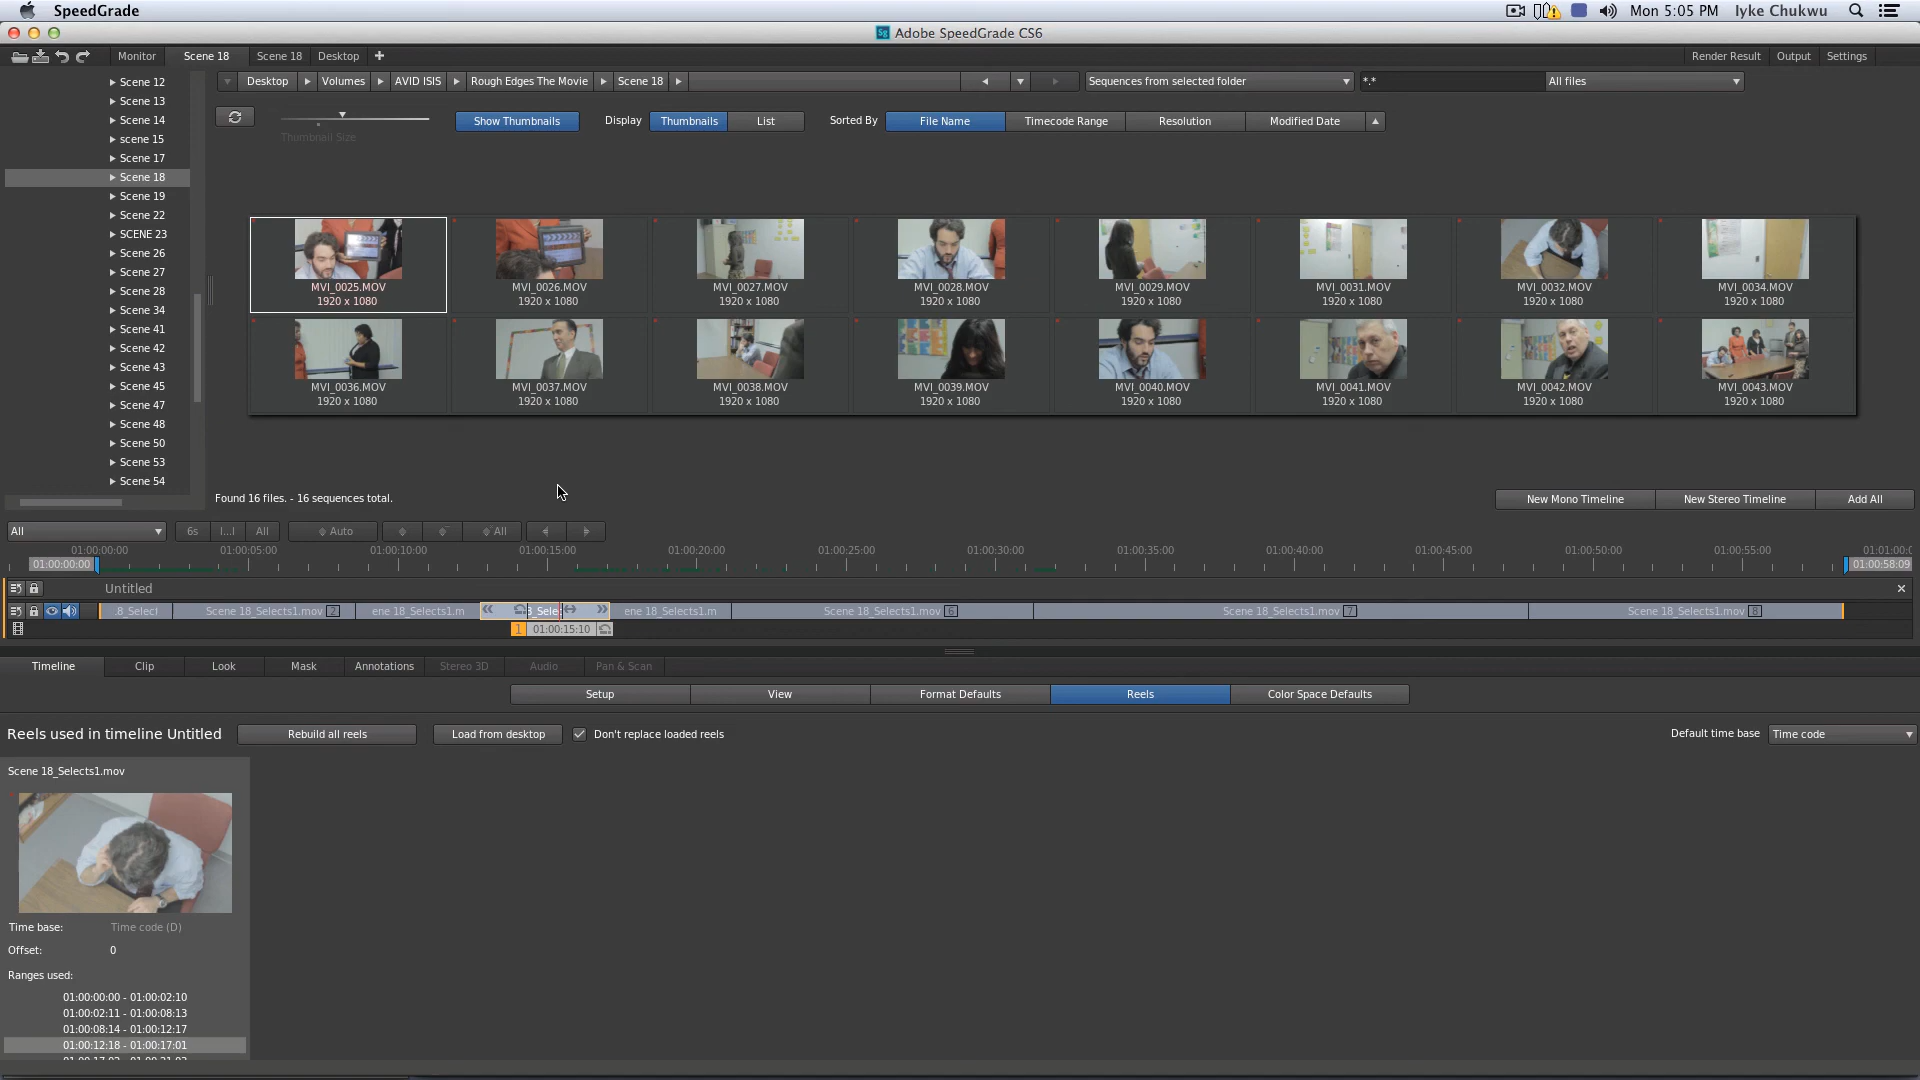 SpeedGrade
Mon 5:05 PM Iyke Chukwu
Sg Adobe SpeedGrade CS6
Monitor Scene 18 Scene 18 Desktop + Render Result Output Settings
Desktop Volumes AVID ISIS Rough Edges The Movie Scene 18 Sequences from selected folder *.* All files
Scene 12
Scene 13
Scene 14
scene 15
Scene 17
Scene 18
Scene 19
Scene 22
SCENE 23
Scene 26
Scene 27
Scene 28
Scene 34
Scene 41
Scene 42
Scene 43
Scene 45
Scene 47
Scene 48
Scene 50
Scene 53
Scene 54
Thumbnail Size
Show Thumbnails Display Thumbnails List Sorted By File Name Timecode Range Resolution Modified Date
MVI_0025.MOV MVI_0026.MOV MVI_0027.MOV MVI_0028.MOV MVI_0029.MOV MVI_0031.MOV MVI_0032.MOV MVI_0034.MOV
1920 x 1080 1920 x 1080 1920 x 1080 1920 x 1080 1920 x 1080 1920 x 1080 1920 x 1080 1920 x 1080
MVI_0036.MOV MVI_0037.MOV MVI_0038.MOV MVI_0039.MOV MVI_0040.MOV MVI_0041.MOV MVI_0042.MOV MVI_0043.MOV
1920 x 1080 1920 x 1080 1920 x 1080 1920 x 1080 1920 x 1080 1920 x 1080 1920 x 1080 1920 x 1080
Found 16 files. - 16 sequences total. New Mono Timeline New Stereo Timeline Add All
All 6s [...] All Auto All
01:00:00:00 01:00:05:00 01:00:10:00 01:00:15:00 01:00:20:00 01:00:25:00 01:00:30:00 01:00:35:00 01:00:40:00 01:00:45:00 01:00:50:00 01:00:55:00 01:01:00:0
01:00:00:00 01:00:58:09
Untitled
.8_Select Scene 18_Selects1.mov 2 ene 18_Selects1.m 3_Selec ene 18_Selects1.m Scene 18_Selects1.mov 6 Scene 18_Selects1.mov 7 Scene 18_Selects1.mov 8
1 01:00:15:10
Timeline Clip Look Mask Annotations Stereo 3D Audio Pan & Scan
Setup View Format Defaults Reels Color Space Defaults
Reels used in timeline Untitled Rebuild all reels Load from desktop Don't replace loaded reels Default time base Time code
Scene 18_Selects1.mov
Time base: Time code (D)
Offset: 0
Ranges used:
01:00:00:00 - 01:00:02:10
01:00:02:11 - 01:00:08:13
01:00:08:14 - 01:00:12:17
01:00:12:18 - 01:00:17:01